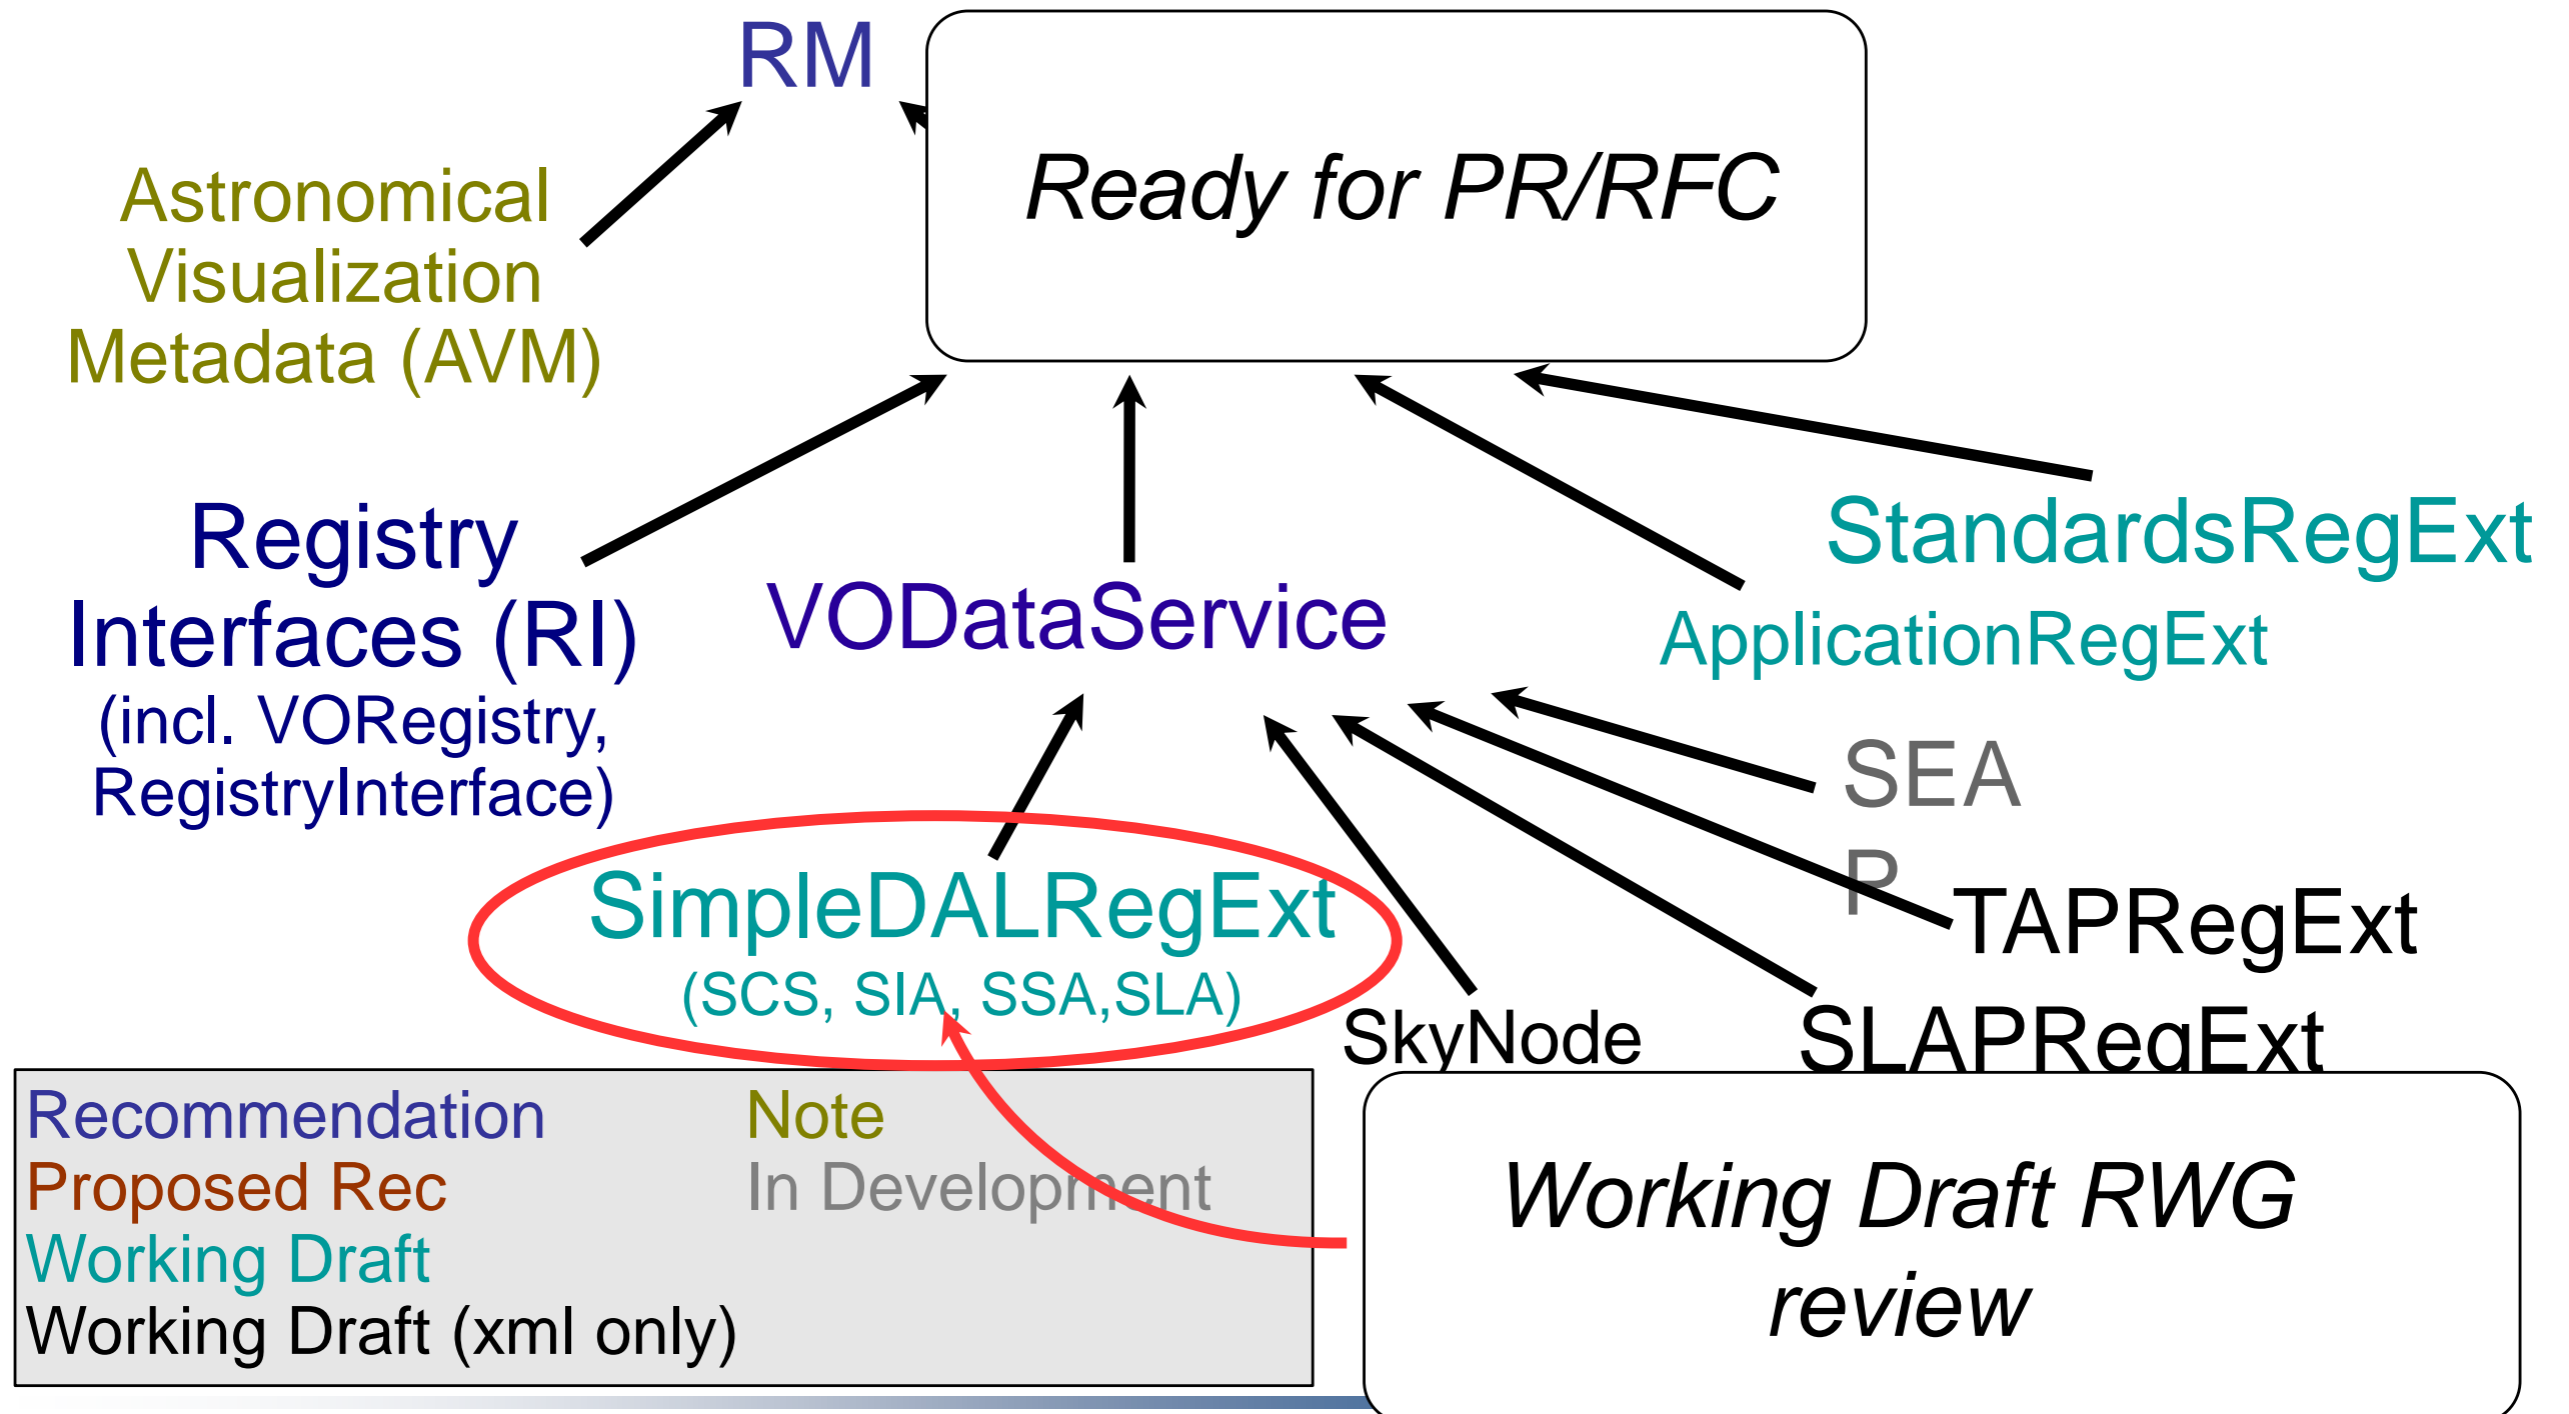 RM
Ready for PR/RFC
Astronomical
Visualization
Metadata (AVM)
Registry
Interfaces (RI)
(incl. VORegistry,
RegistryInterface)
VODataService
StandardsRegExt
ApplicationRegExt
SEA
P
TAPRegExt
SimpleDALRegExt
(SCS, SIA, SSA,SLA)
SkyNode
SLAPRegExt
Recommendation
Proposed Rec
Working Draft
Working Draft (xml only)
Note
In Development
Working Draft RWG
review